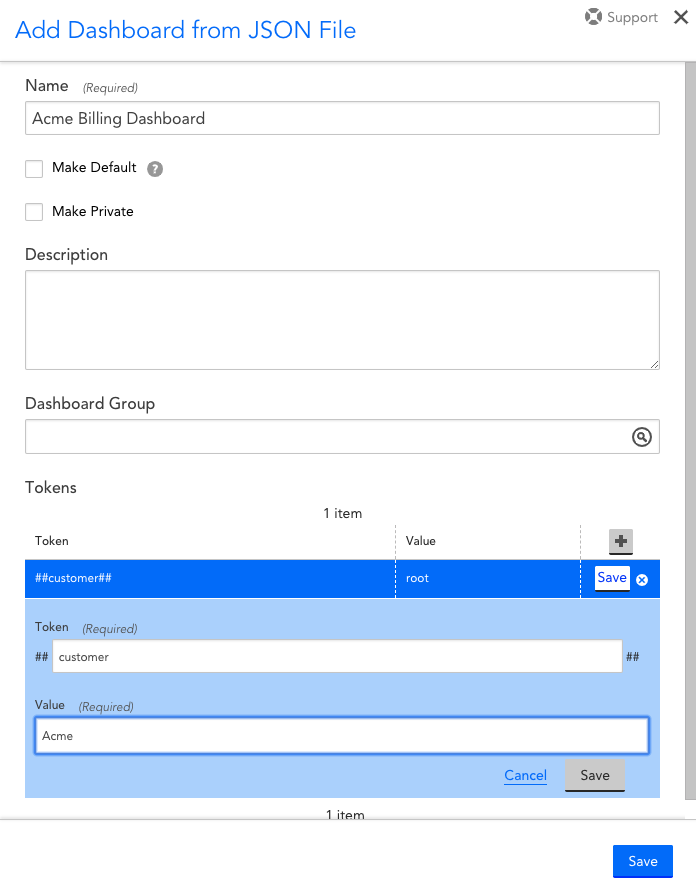 Add Dashboard from JSON File
Support
Name (Required)
Acme Billing Dashboard
Make Default ?
Make Private
Description
Dashboard Group
Tokens
1 item
Token Value
##customer## root Save
Token (Required)
## customer ##
Value (Required)
Acme
Cancel Save
1 item
Save